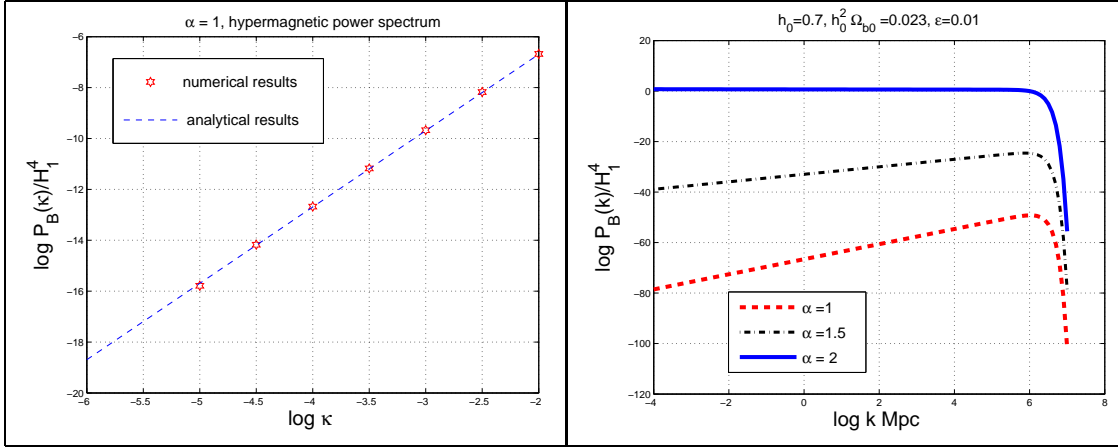 α = 1, hypermagnetic power spectrum
log P_B(κ)/H_1^4
−6
−8
−10
−12
−14
−16
−18
−20
numerical results
analytical results
−6
−5.5
−5
−4.5
−4
−3.5
−3
−2.5
−2
log κ
h_0=0.7, h_0^2 Ω_b0 =0.023, ε=0.01
log P_B(k)/H_1^4
20
0
−20
−40
−60
−80
−100
−120
α =1
α =1.5
α = 2
−4
−2
0
2
4
6
8
log k Mpc